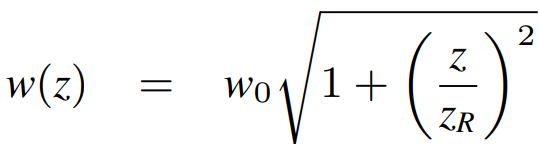 w(z) = w₀√(1 + (z/z_R)²)